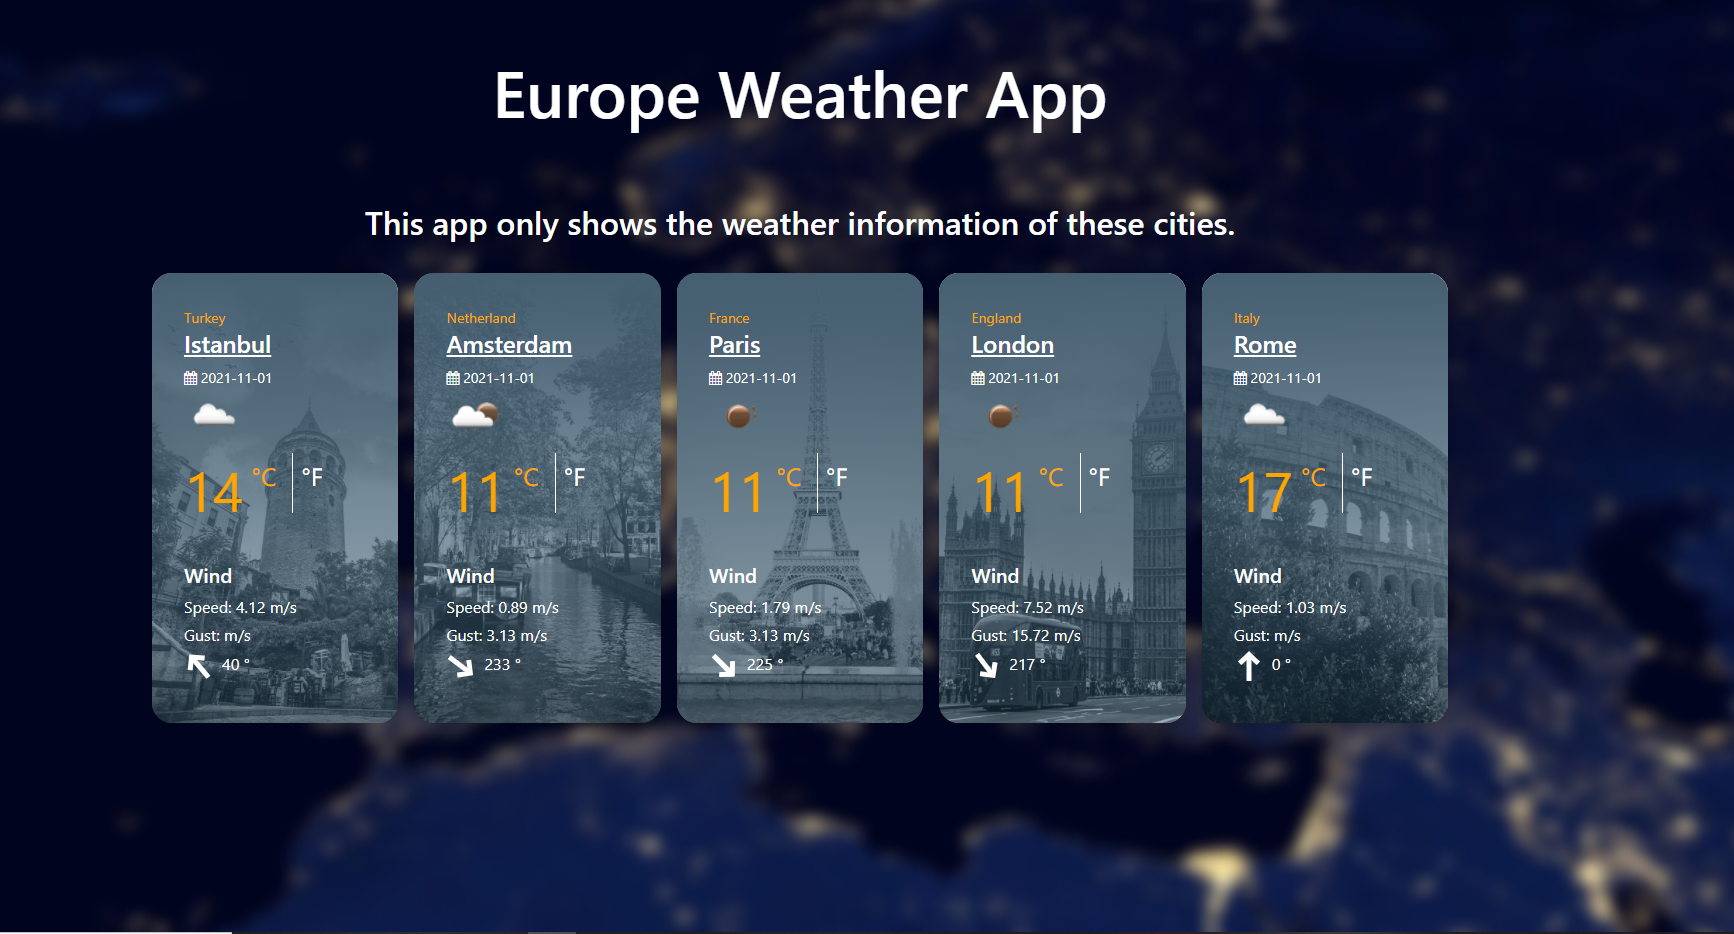 Europe Weather App
This app only shows the weather information of these cities.
Turkey
Istanbul
2021-11-01
14 °C °F
Wind
Speed: 4.12 m/s
Gust: m/s
40 °
Netherland
Amsterdam
2021-11-01
11 °C °F
Wind
Speed: 0.89 m/s
Gust: 3.13 m/s
233 °
France
Paris
2021-11-01
11 °C °F
Wind
Speed: 1.79 m/s
Gust: 3.13 m/s
225 °
England
London
2021-11-01
11 °C °F
Wind
Speed: 7.52 m/s
Gust: 15.72 m/s
217 °
Italy
Rome
2021-11-01
17 °C °F
Wind
Speed: 1.03 m/s
Gust: m/s
0 °